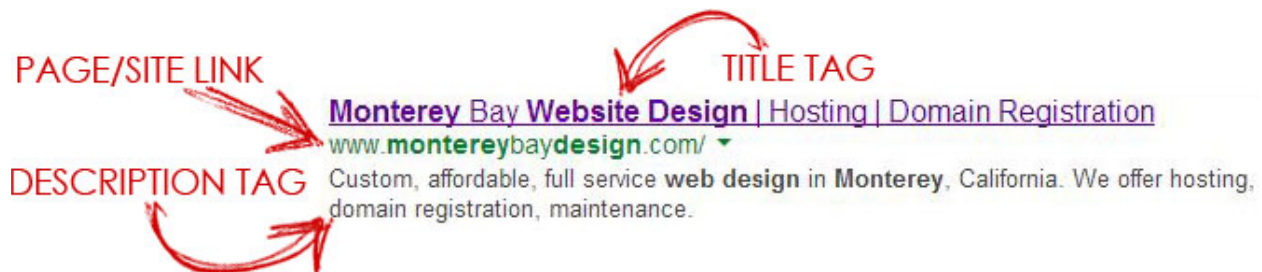 TITLE TAG
PAGE/SITE LINK
Monterey Bay Website Design | Hosting | Domain Registration
www.montereybaydesign.com/
DESCRIPTION TAG
Custom, affordable, full service web design in Monterey, California. We offer hosting,
domain registration, maintenance.